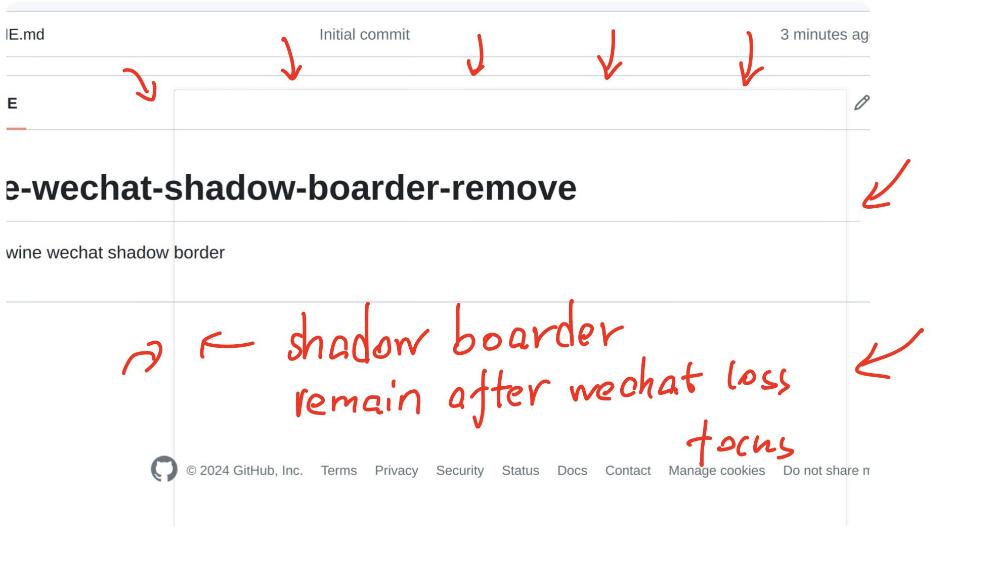 E.md
Initial commit
3 minutes ag
E
e-wechat-shadow-boarder-remove
wine wechat shadow border
shadow boarder
remain after wechat loss
focus
© 2024 GitHub, Inc. Terms Privacy Security Status Docs Contact Manage cookies Do not share m